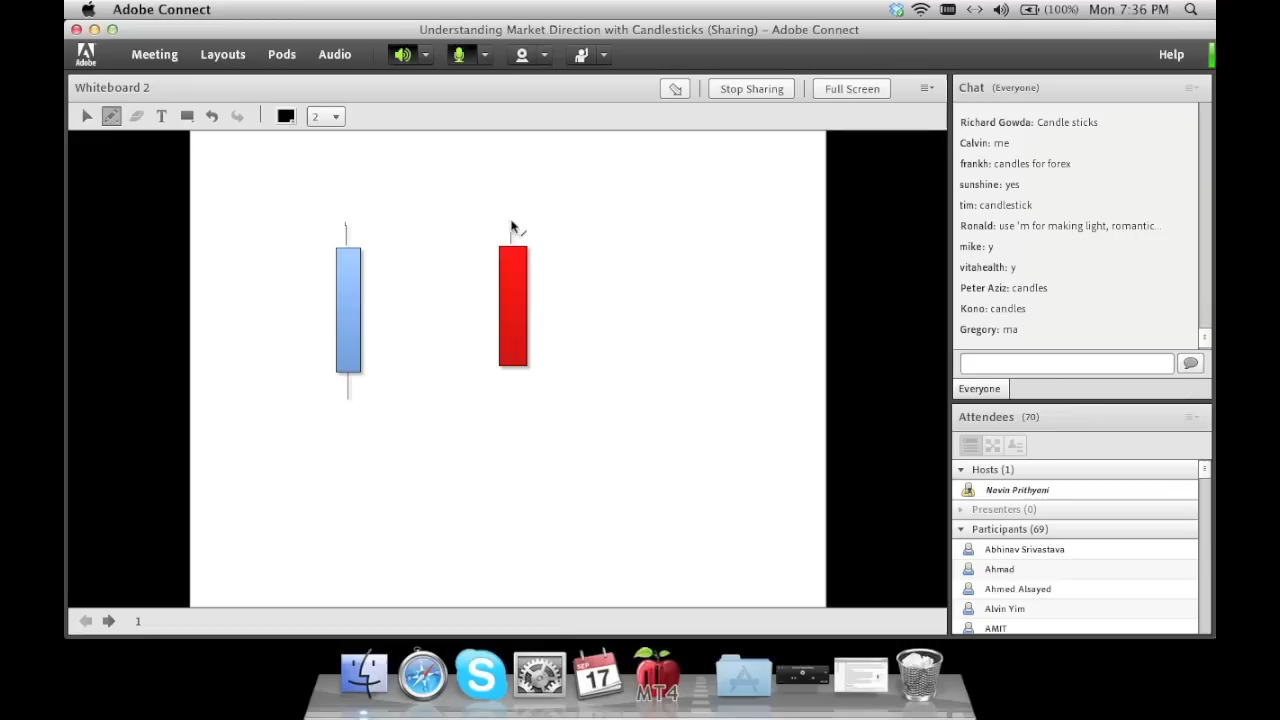 Adobe Connect
(100%) Mon 7:36 PM
Understanding Market Direction with Candlesticks (Sharing) – Adobe Connect
Adobe
Meeting Layouts Pods Audio
Help
Whiteboard 2
Stop Sharing
Full Screen
2
1
Chat (Everyone)
Richard Gowda: Candle sticks
Calvin: me
frankh: candles for forex
sunshine: yes
tim: candlestick
Ronald: use 'm for making light, romantic...
mike: y
vitahealth: y
Peter Aziz: candles
Kono: candles
Gregory: ma
Everyone
Attendees (70)
Hosts (1)
Navin Prithyani
Presenters (0)
Participants (69)
Abhinav Srivastava
Ahmad
Ahmed Alsayed
Alvin Yim
AMIT
SEP
17
MT4